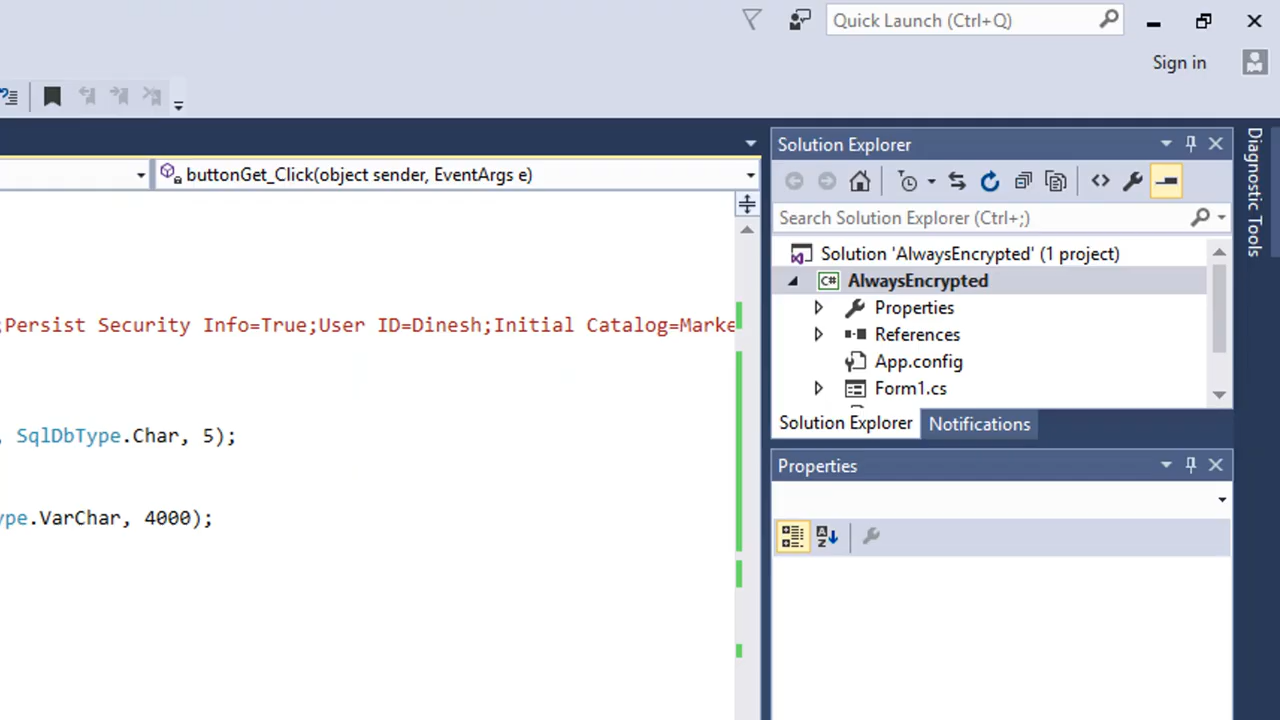 Quick Launch (Ctrl+Q)
Sign in
buttonGet_Click(object sender, EventArgs e)
;Persist Security Info=True;User ID=Dinesh;Initial Catalog=Marke
, SqlDbType.Char, 5);
ype.VarChar, 4000);
Solution Explorer
Search Solution Explorer (Ctrl+;)
Solution 'AlwaysEncrypted' (1 project)
C# AlwaysEncrypted
Properties
References
App.config
Form1.cs
Solution Explorer
Notifications
Properties
Diagnostic Tools